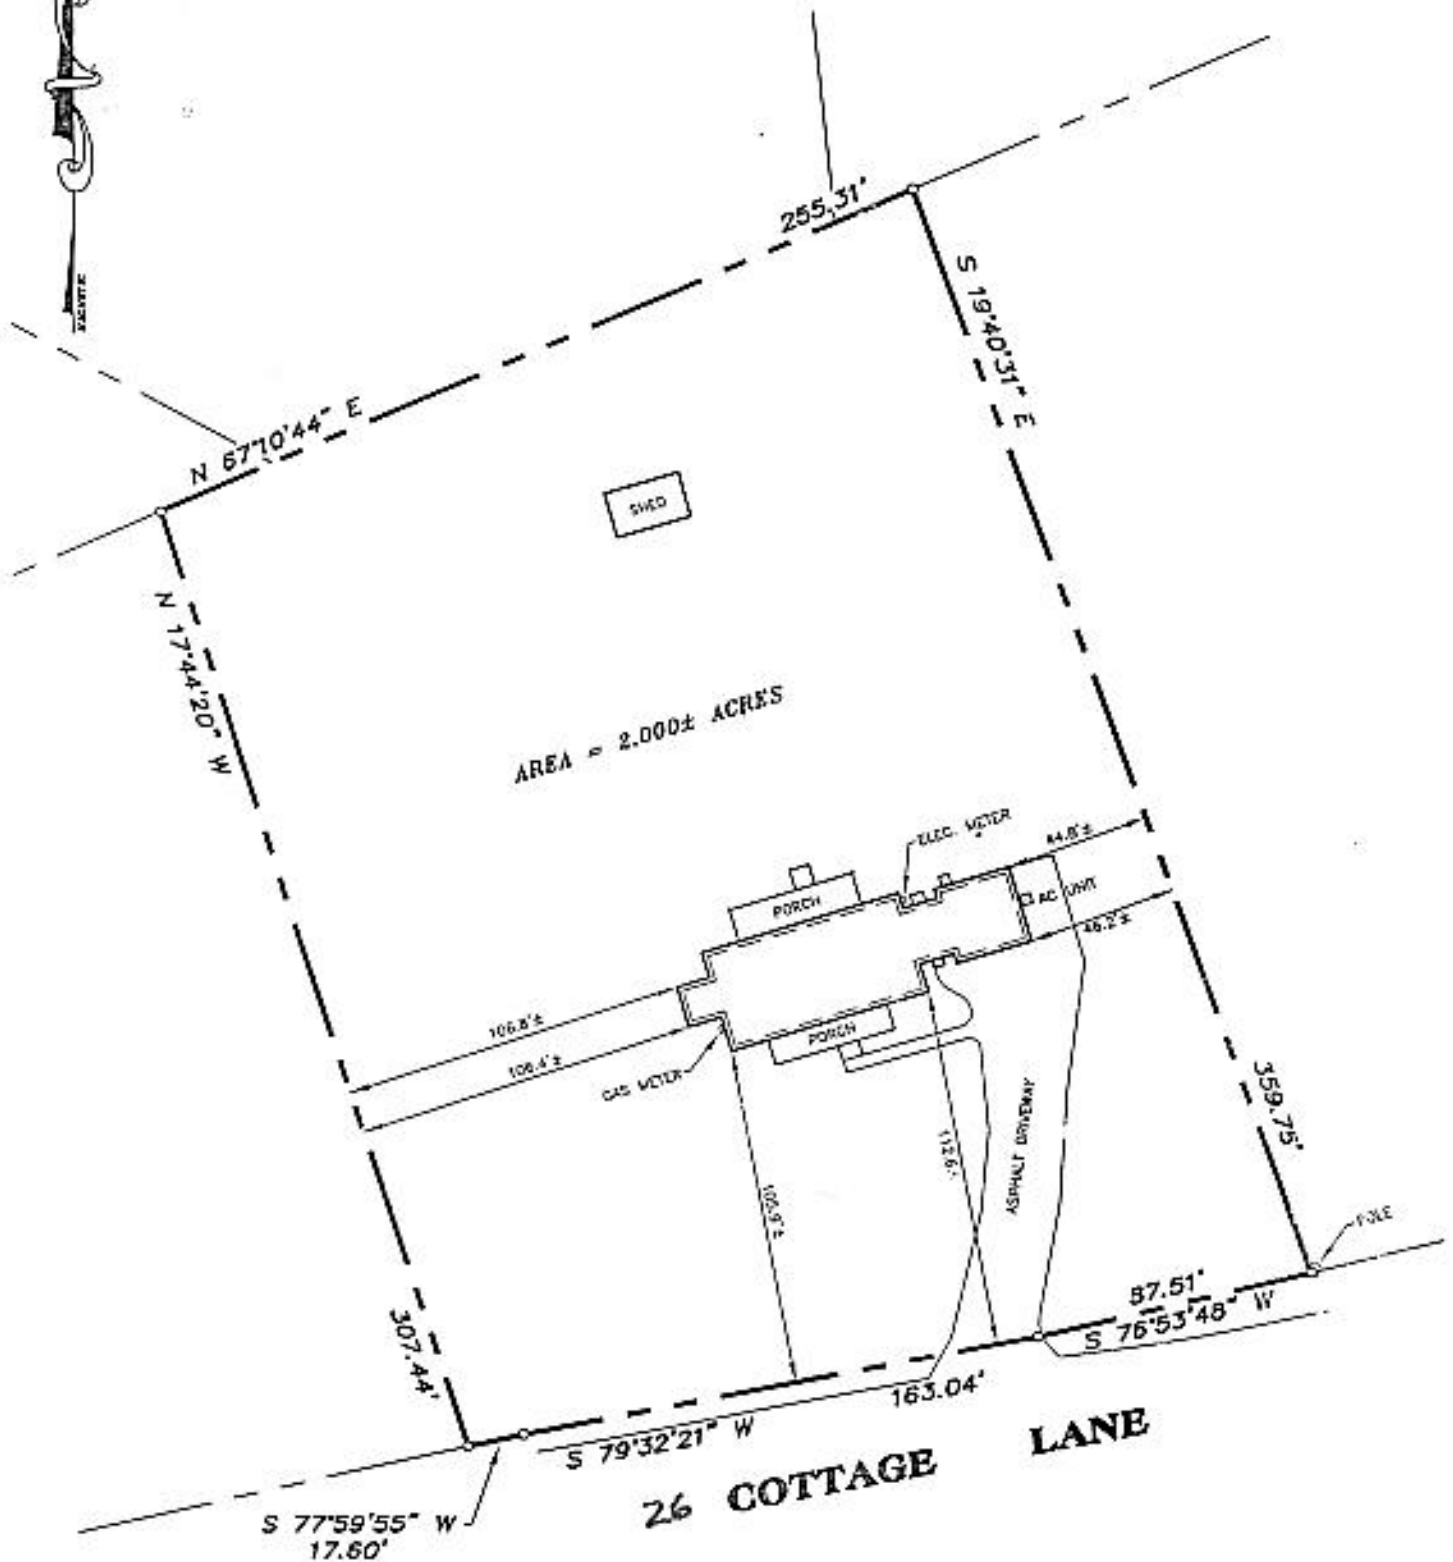 MAGNETIC
255.31'
N 67°10'44" E
S 19°40'31" E
SHED
N 17°44'20" W
AREA = 2.000± ACRES
ELEC. METER
44.8'±
PORCH
AC UNIT
46.2'±
106.8'±
106.4'±
PORCH
GAS METER
359.75'
ASPHALT DRIVEWAY
112.6'±
105.9'±
POLE
307.44'
87.51'
S 76°53'48" W
163.04'
S 79°32'21" W
26 COTTAGE LANE
S 77°59'55" W
17.60'